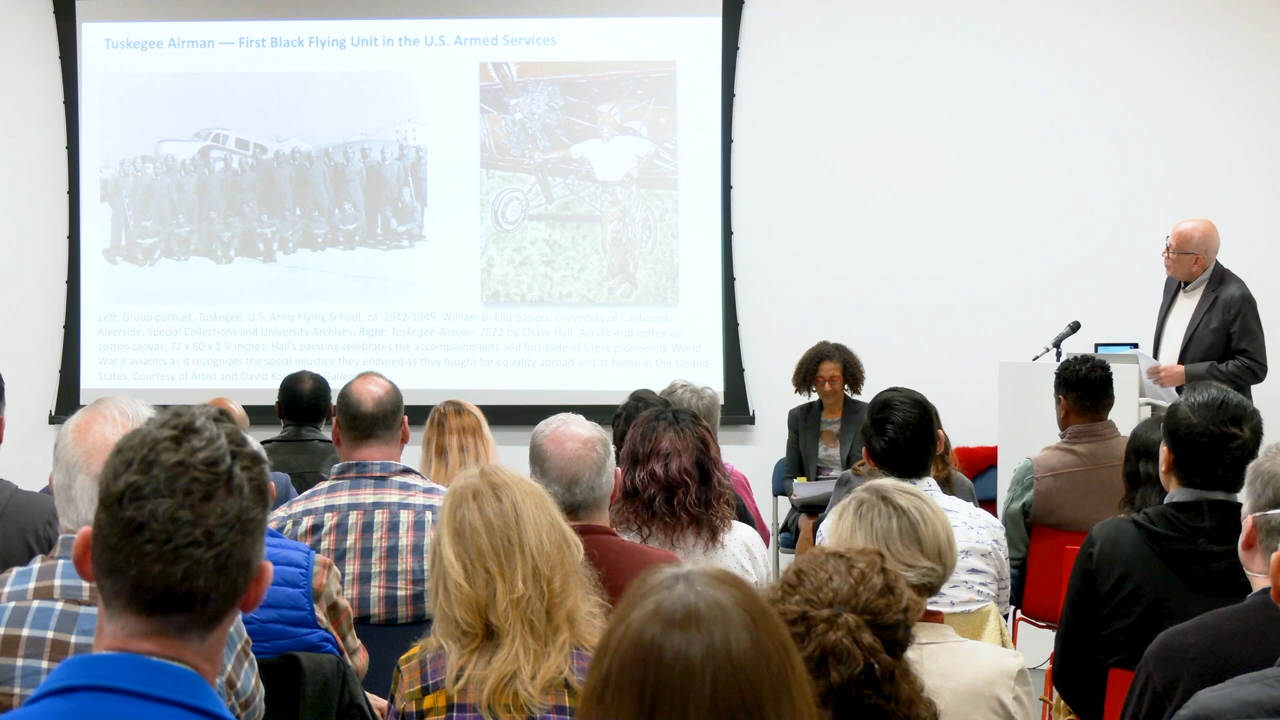 Tuskegee Airman — First Black Flying Unit in the U.S. Armed Services
Left: Group portrait, Tuskegee, U.S. Army Flying School, ca. 1942-1945. William B. Ellis papers, University of California,
Riverside, Special Collections and University Archives. Right: Tuskegee Airman, 2022 by Chase Hall. Acrylic and coffee on
cotton canvas, 72 x 60 x 1 ¾ inches. Hall's painting celebrates the accomplishments and fortitude of these pioneering World
War II aviators as it recognizes the social injustice they endured as they fought for equality abroad and at home in the United
States. Courtesy of Artist and David